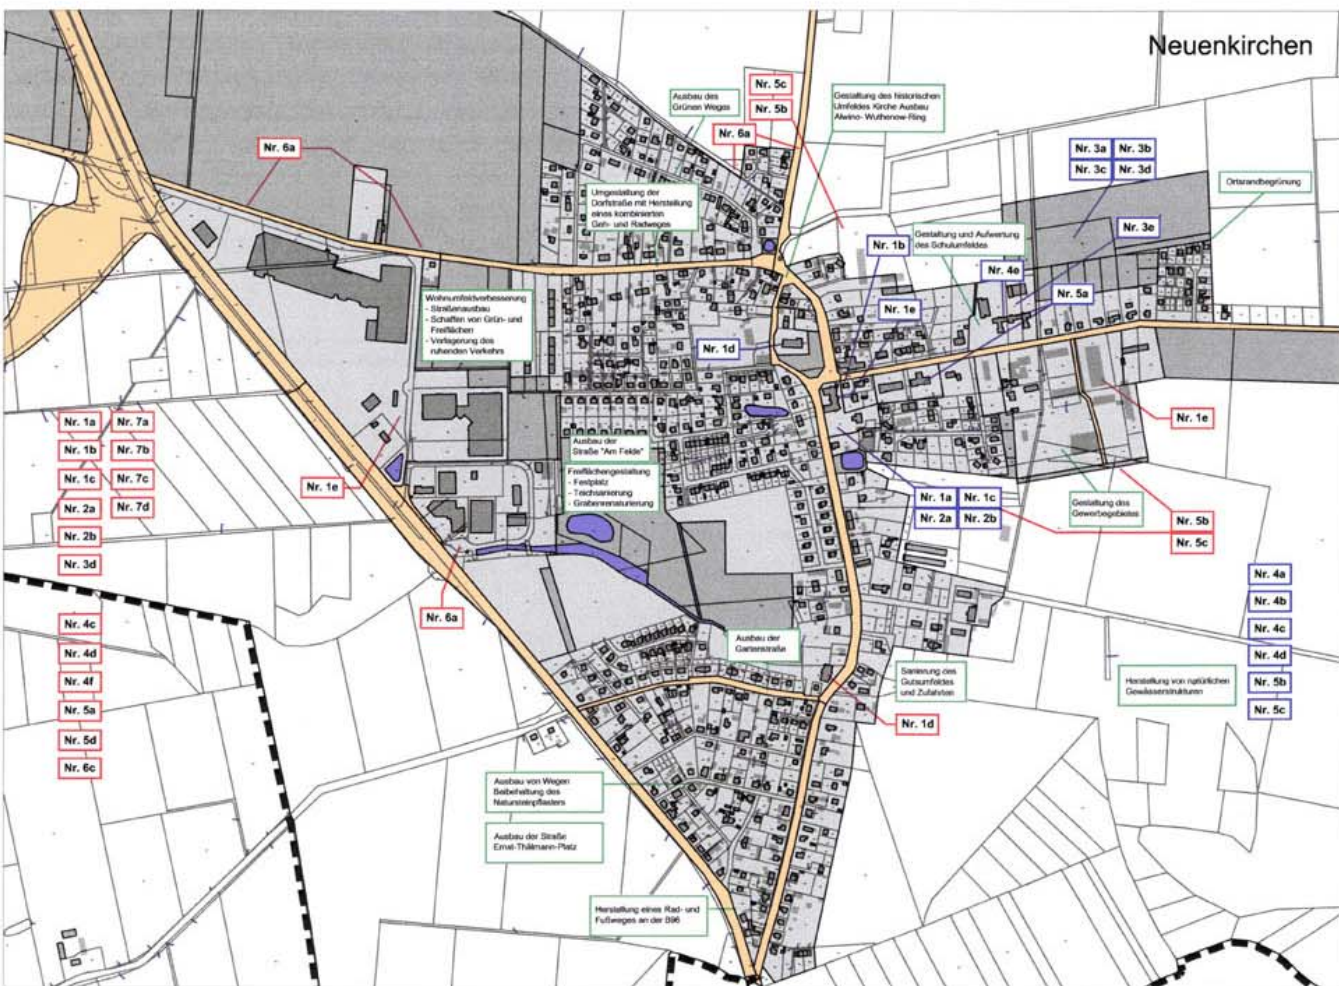 Neuenkirchen
Nr. 5c
Nr. 5b
Nr. 6a
Ausbau des
Grünen Weges
Gestaltung des historischen
Umfeldes Kirche Ausbau
Alwine- Wuthenow-Ring
Nr. 6a
Nr. 3a
Nr. 3b
Nr. 3c
Nr. 3d
Ortsrandbegrünung
Umgestaltung der
Dorfstraße mit Herstellung
eines kombinierten
Geh- und Radweges
Nr. 3e
Nr. 1b
Gestaltung und Aufwertung
des Schulumfeldes
Nr. 4e
Nr. 5a
Wohnumfeldverbesserung
- Straßenausbau
- Schaffen von Grün- und
Freiflächen
- Verlagerung des
ruhenden Verkehrs
Nr. 1e
Nr. 1d
Nr. 1a
Nr. 7a
Nr. 1b
Nr. 7b
Nr. 1c
Nr. 7c
Nr. 2a
Nr. 7d
Nr. 2b
Nr. 3d
Nr. 1e
Nr. 1e
Ausbau der
Straße "Am Felde"
Freiflächengestaltung
- Festplatz
- Teichsanierung
- Grabenrenaturierung
Nr. 1a
Nr. 1c
Nr. 2a
Nr. 2b
Gestaltung des
Gewerbegebietes
Nr. 5b
Nr. 5c
Nr. 4a
Nr. 4b
Nr. 4c
Nr. 4d
Nr. 5b
Nr. 5c
Nr. 6a
Nr. 4c
Nr. 4d
Nr. 4f
Nr. 5a
Nr. 5d
Nr. 6c
Ausbau der
Gartenstraße
Sanierung des
Gutsumfeldes
und Zufahrten
Herstellung von natürlichen
Gewässerstrukturen
Nr. 1d
Ausbau von Wegen
Beibehaltung des
Natursteinpflasters
Ausbau der Straße
Ernst-Thälmann-Platz
Herstellung eines Rad- und
Fußweges an der B96